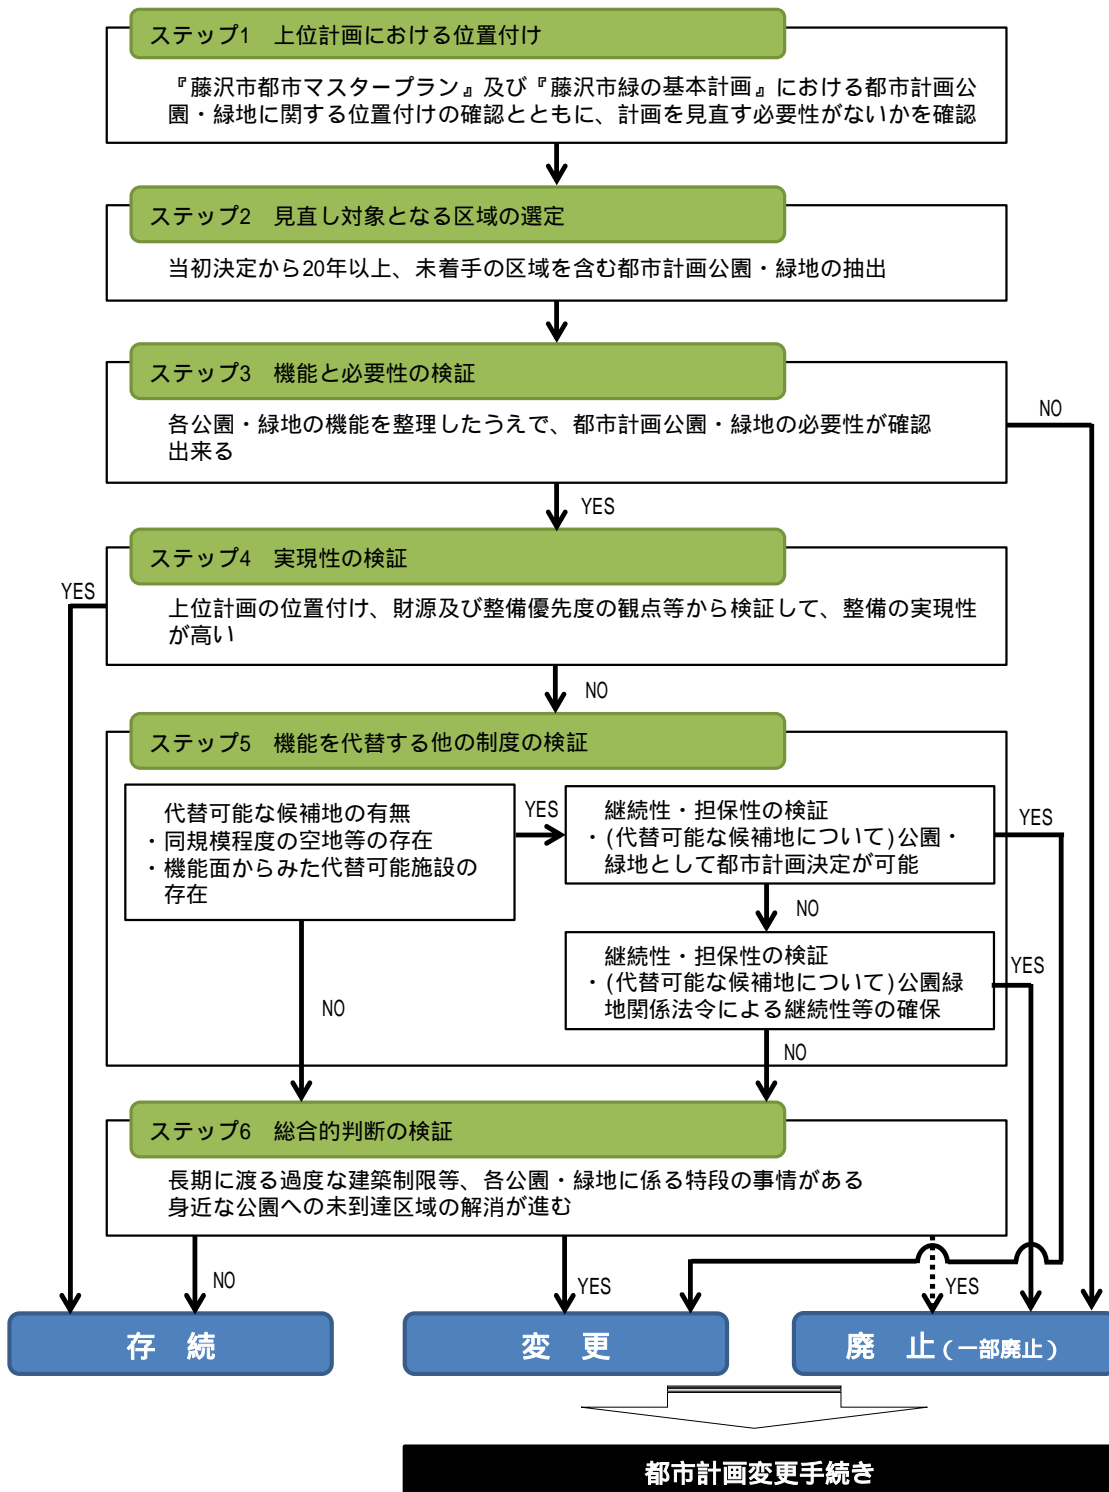 ステップ1　上位計画における位置付け
『藤沢市都市マスタープラン』及び『藤沢市緑の基本計画』における都市計画公
園・緑地に関する位置付けの確認とともに、計画を見直す必要性がないかを確認
ステップ2　見直し対象となる区域の選定
当初決定から20年以上、未着手の区域を含む都市計画公園・緑地の抽出
ステップ3　機能と必要性の検証
各公園・緑地の機能を整理したうえで、都市計画公園・緑地の必要性が確認
出来る
NO
YES
ステップ4　実現性の検証
上位計画の位置付け、財源及び整備優先度の観点等から検証して、整備の実現性
が高い
YES
NO
ステップ5　機能を代替する他の制度の検証
代替可能な候補地の有無
・同規模程度の空地等の存在
・機能面からみた代替可能施設の
存在
YES
継続性・担保性の検証
・(代替可能な候補地について)公園・
緑地として都市計画決定が可能
YES
NO
継続性・担保性の検証
・(代替可能な候補地について)公園緑
地関係法令による継続性等の確保
YES
NO
NO
ステップ6　総合的判断の検証
長期に渡る過度な建築制限等、各公園・緑地に係る特段の事情がある
身近な公園への未到達区域の解消が進む
NO
YES
YES
存　続
変　更
廃　止（一部廃止）
都市計画変更手続き